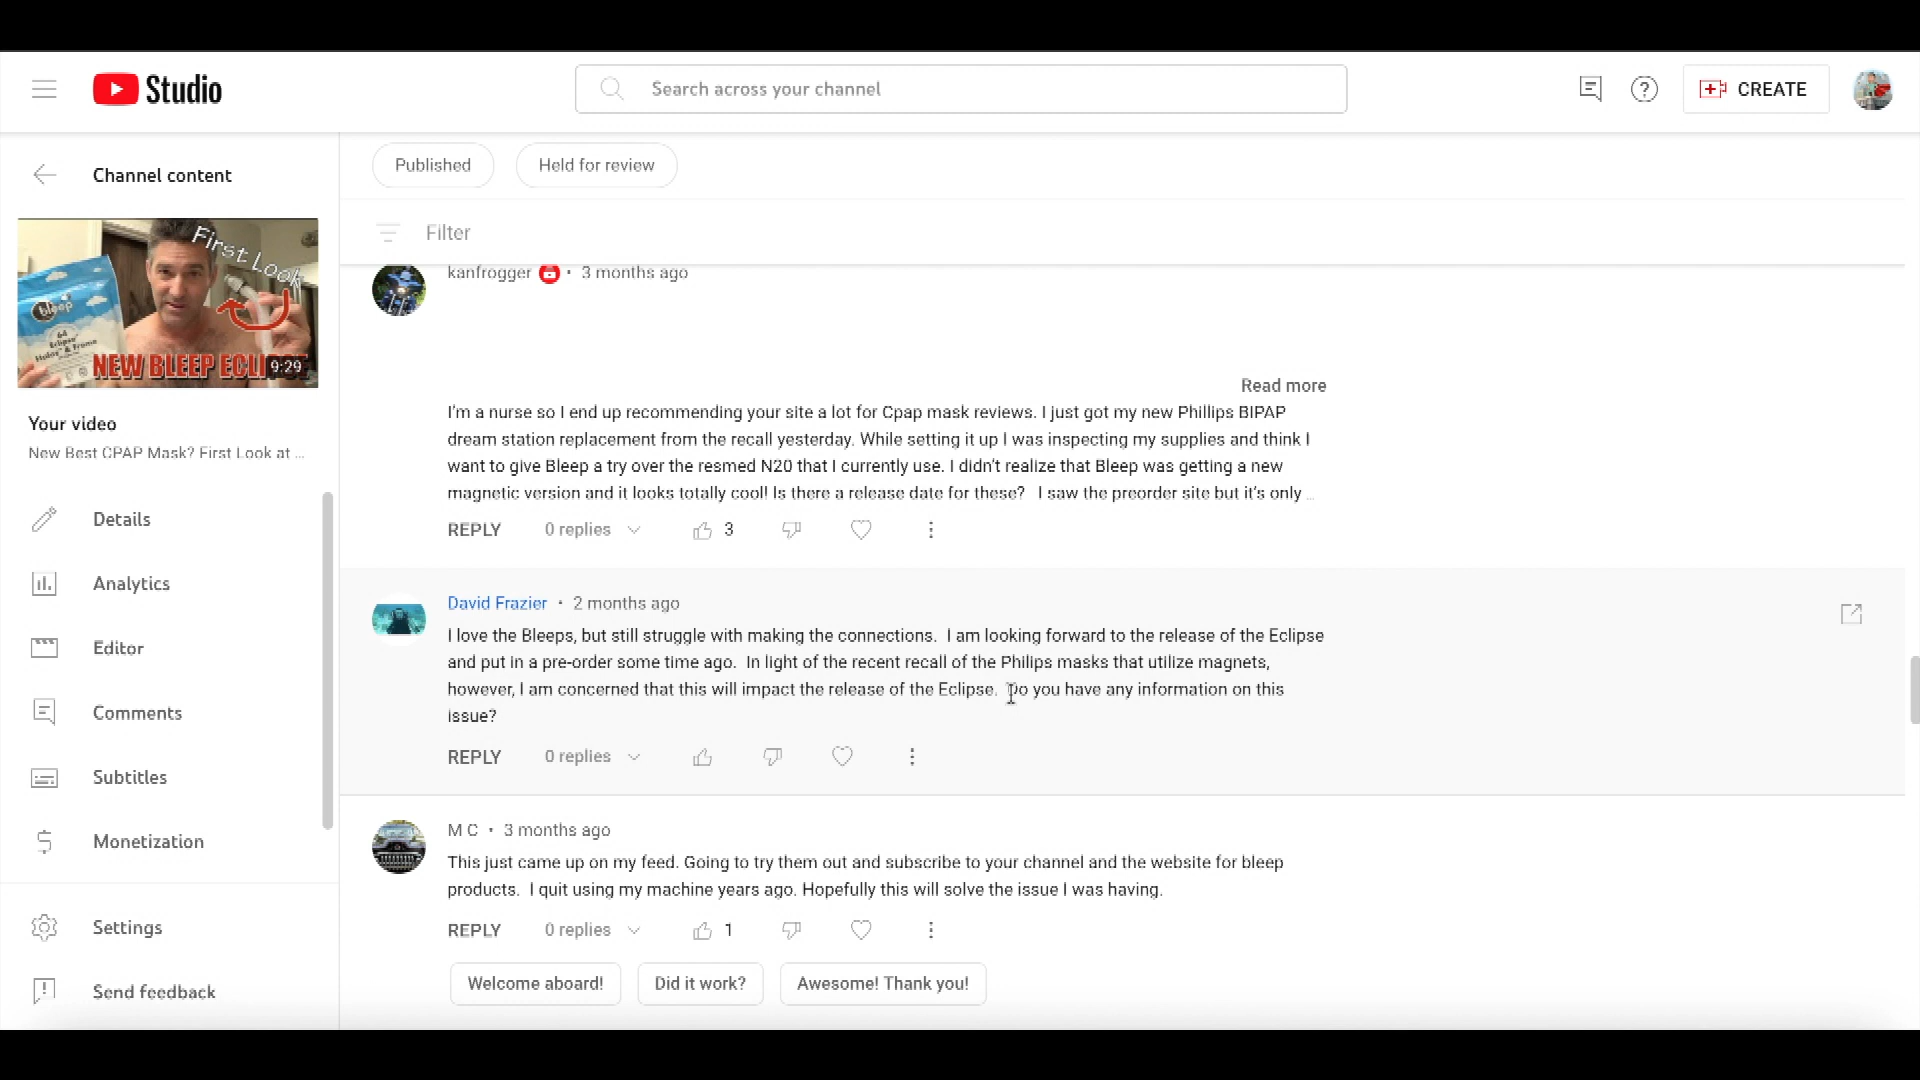 Studio
Search across your channel
CREATE
Channel content
First Look
bleep
Eclipse
NEW BLEEP ECLIPSE
9:29
Your video
New Best CPAP Mask? First Look at ...
Details
Analytics
Editor
Comments
Subtitles
Monetization
Settings
Send feedback
Published
Held for review
Filter
kanfrogger • 3 months ago
Read more
I'm a nurse so I end up recommending your site a lot for Cpap mask reviews. I just got my new Phillips BIPAP
dream station replacement from the recall yesterday. While setting it up I was inspecting my supplies and think I
want to give Bleep a try over the resmed N20 that I currently use. I didn't realize that Bleep was getting a new
magnetic version and it looks totally cool! Is there a release date for these? I saw the preorder site but it's only ...
REPLY 0 replies 3
David Frazier • 2 months ago
I love the Bleeps, but still struggle with making the connections. I am looking forward to the release of the Eclipse
and put in a pre-order some time ago. In light of the recent recall of the Philips masks that utilize magnets,
however, I am concerned that this will impact the release of the Eclipse. Do you have any information on this
issue?
REPLY 0 replies
M C • 3 months ago
This just came up on my feed. Going to try them out and subscribe to your channel and the website for bleep
products. I quit using my machine years ago. Hopefully this will solve the issue I was having.
REPLY 0 replies 1
Welcome aboard! Did it work? Awesome! Thank you!